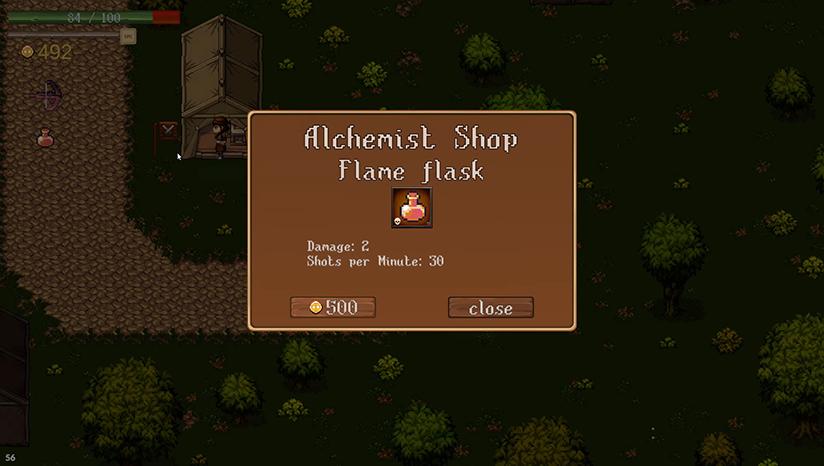 84 / 100
492
Alchemist Shop
Flame flask
Damage: 2
Shots per Minute: 30
500
close
56